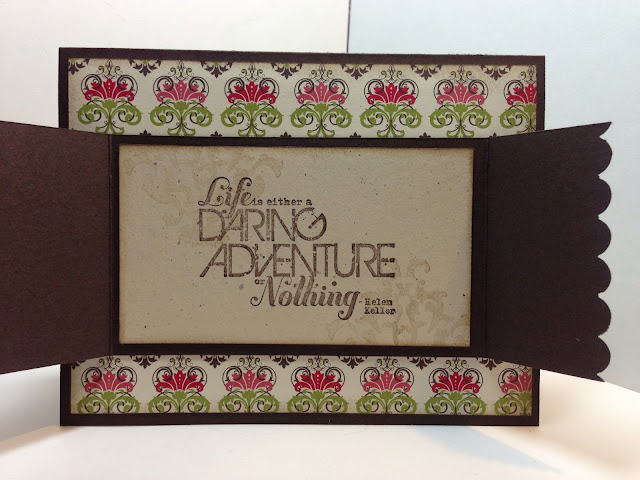 Life is either a
DARING
ADVENTURE
or Nothing - Helen
Keller